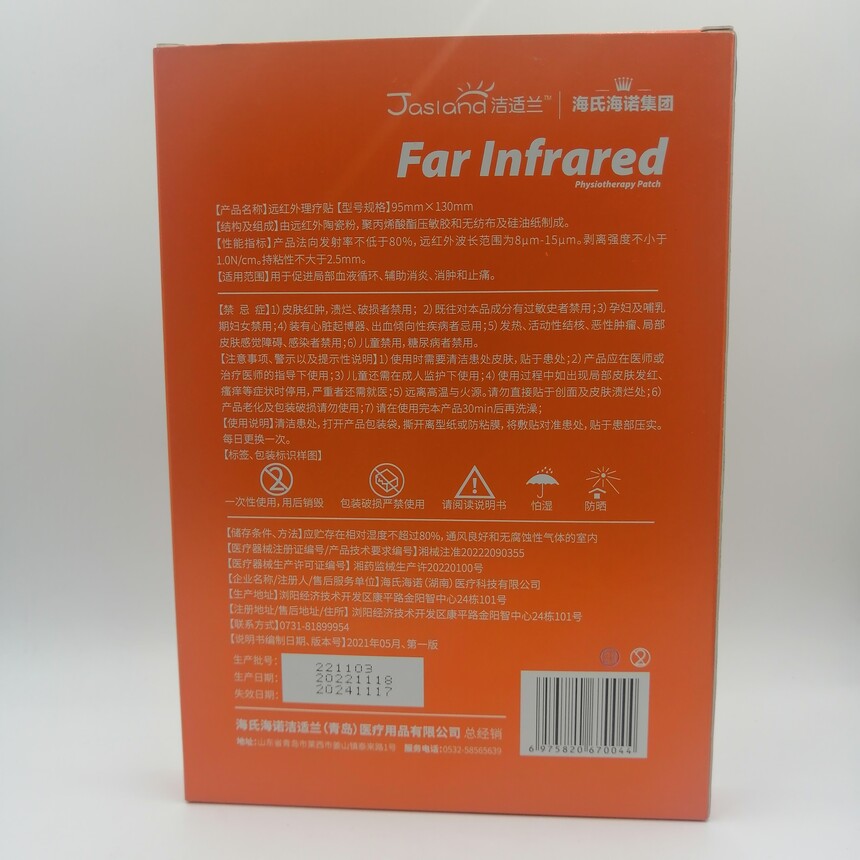 Jasland洁适兰™ 海氏海诺集团
Far Infrared
Physiotherapy Patch
【产品名称】远红外理疗贴【型号规格】95mm×130mm
【结构及组成】由远红外陶瓷粉，聚丙烯酸酯压敏胶和无纺布及硅油纸制成。
【性能指标】产品法向发射率不低于80%，远红外波长范围为8μm-15μm。剥离强度不小于
1.0N/cm。持粘性不大于2.5mm。
【适用范围】用于促进局部血液循环、辅助消炎、消肿和止痛。
【禁 忌 症】1）皮肤红肿，溃烂、破损者禁用； 2）既往对本品成分有过敏史者禁用；3）孕妇及哺乳
期妇女禁用；4）装有心脏起博器、出血倾向性疾病者忌用；5）发热、活动性结核、恶性肿瘤、局部
皮肤感觉障碍、感染者禁用；6）儿童禁用，糖尿病者禁用。
【注意事项、警示以及提示性说明】1）使用时需要清洁患处皮肤，贴于患处；2）产品应在医师或
治疗医师的指导下使用；3）儿童还需在成人监护下使用；4）使用过程中如出现局部皮肤发红、
瘙痒等症状时停用，严重者还需就医；5）远离高温与火源。请勿直接贴于创面及皮肤溃烂处；6）
产品老化及包装破损请勿使用；7）请在使用完本产品30min后再洗澡；
【使用说明】清洁患处，打开产品包装袋，撕开离型纸或防粘膜，将敷贴对准患处，贴于患部压实。
每日更换一次。
【标签、包装标识样图】
一次性使用，用后销毁 包装破损严禁使用 请阅读说明书 怕湿 防晒
【储存条件、方法】应贮存在相对湿度不超过80%，通风良好和无腐蚀性气体的室内
【医疗器械注册证编号/产品技术要求编号】湘械注准20222090355
【医疗器械生产许可证编号】 湘药监械生产许20220100号
【企业名称/注册人/售后服务单位】海氏海诺（湖南）医疗科技有限公司
【生产地址】浏阳经济技术开发区康平路金阳智中心24栋101号
【注册地址/售后地址/住所】 浏阳经济技术开发区康平路金阳智中心24栋101号
【联系方式】0731-81899954
【说明书编制日期、版本号】2021年05月、第一版
生产批号： 221103
生产日期： 20221118
失效日期： 20241117
海氏海诺洁适兰（青岛）医疗用品有限公司 总经销
地址：山东省青岛市莱西市姜山镇泰来路1号 服务电话：0532-58565639
6 975820 670044